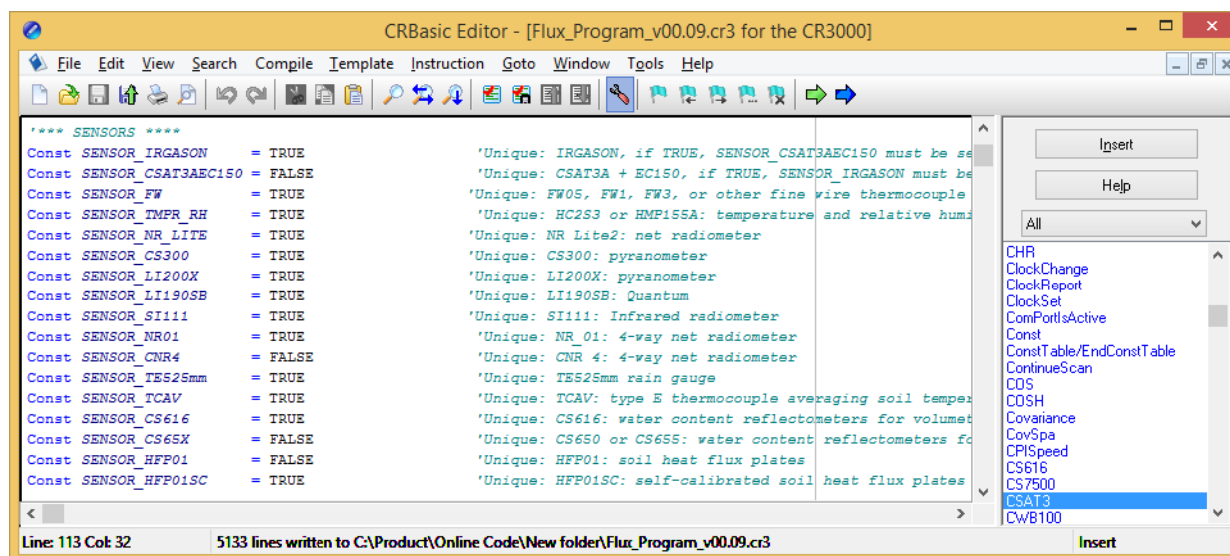 CRBasic Editor - [Flux_Program_v00.09.cr3 for the CR3000]
File Edit View Search Compile Template Instruction Goto Window Tools Help
'*** SENSORS ****
Const SENSOR_IRGASON = TRUE 'Unique: IRGASON, if TRUE, SENSOR_CSAT3AEC150 must be se
Const SENSOR_CSAT3AEC150 = FALSE 'Unique: CSAT3A + EC150, if TRUE, SENSOR_IRGASON must be
Const SENSOR_FW = TRUE 'Unique: FW05, FW1, FW3, or other fine wire thermocouple
Const SENSOR_TMPR_RH = TRUE 'Unique: HC2S3 or HMP155A: temperature and relative humi
Const SENSOR_NR_LITE = TRUE 'Unique: NR Lite2: net radiometer
Const SENSOR_CS300 = TRUE 'Unique: CS300: pyranometer
Const SENSOR_LI200X = TRUE 'Unique: LI200X: pyranometer
Const SENSOR_LI190SB = TRUE 'Unique: LI190SB: Quantum
Const SENSOR_SI111 = TRUE 'Unique: SI111: Infrared radiometer
Const SENSOR_NR01 = TRUE 'Unique: NR_01: 4-way net radiometer
Const SENSOR_CNR4 = FALSE 'Unique: CNR 4: 4-way net radiometer
Const SENSOR_TE525mm = TRUE 'Unique: TE525mm rain gauge
Const SENSOR_TCAV = TRUE 'Unique: TCAV: type E thermocouple averaging soil temper
Const SENSOR_CS616 = TRUE 'Unique: CS616: water content reflectometers for volumet
Const SENSOR_CS65X = FALSE 'Unique: CS650 or CS655: water content reflectometers fo
Const SENSOR_HFP01 = FALSE 'Unique: HFP01: soil heat flux plates
Const SENSOR_HFP01SC = TRUE 'Unique: HFP01SC: self-calibrated soil heat flux plates
Insert
Help
All
CHR
ClockChange
ClockReport
ClockSet
ComPortIsActive
Const
ConstTable/EndConstTable
ContinueScan
COS
COSH
Covariance
CovSpa
CPISpeed
CS616
CS7500
CSAT3
CWB100
Line: 113 Col: 32 5133 lines written to C:\Product\Online Code\New folder\Flux_Program_v00.09.cr3 Insert